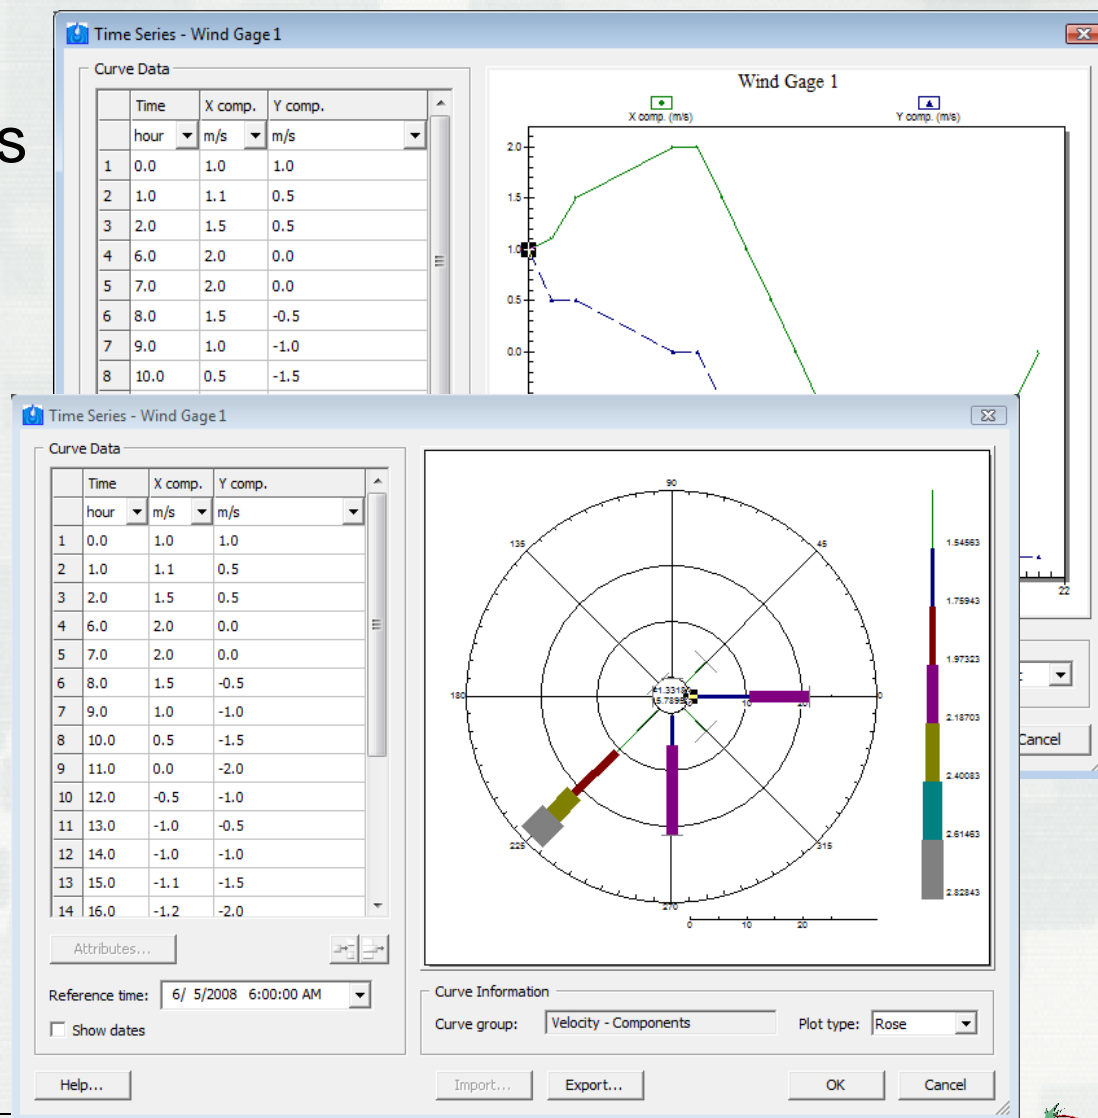 s
Time Series - Wind Gage 1
Curve Data
Time X comp. Y comp.
hour m/s m/s
1 0.0 1.0 1.0
2 1.0 1.1 0.5
3 2.0 1.5 0.5
4 6.0 2.0 0.0
5 7.0 2.0 0.0
6 8.0 1.5 -0.5
7 9.0 1.0 -1.0
8 10.0 0.5 -1.5
Wind Gage 1
X comp. (m/s) Y comp. (m/s)
2.0
1.5
1.0
0.5
0.0
22
Cancel
Time Series - Wind Gage 1
Curve Data
Time X comp. Y comp.
hour m/s m/s
1 0.0 1.0 1.0
2 1.0 1.1 0.5
3 2.0 1.5 0.5
4 6.0 2.0 0.0
5 7.0 2.0 0.0
6 8.0 1.5 -0.5
7 9.0 1.0 -1.0
8 10.0 0.5 -1.5
9 11.0 0.0 -2.0
10 12.0 -0.5 -1.0
11 13.0 -1.0 -0.5
12 14.0 -1.0 -1.0
13 15.0 -1.1 -1.5
14 16.0 -1.2 -2.0
Attributes...
Reference time: 6/ 5/2008 6:00:00 AM
Show dates
90
135 45
180 10 0
225 315
270
0 10 20
1.54563
1.75943
1.97323
2.18703
2.40083
2.61463
2.82843
Curve Information
Curve group: Velocity - Components Plot type: Rose
Help... Import... Export... OK Cancel